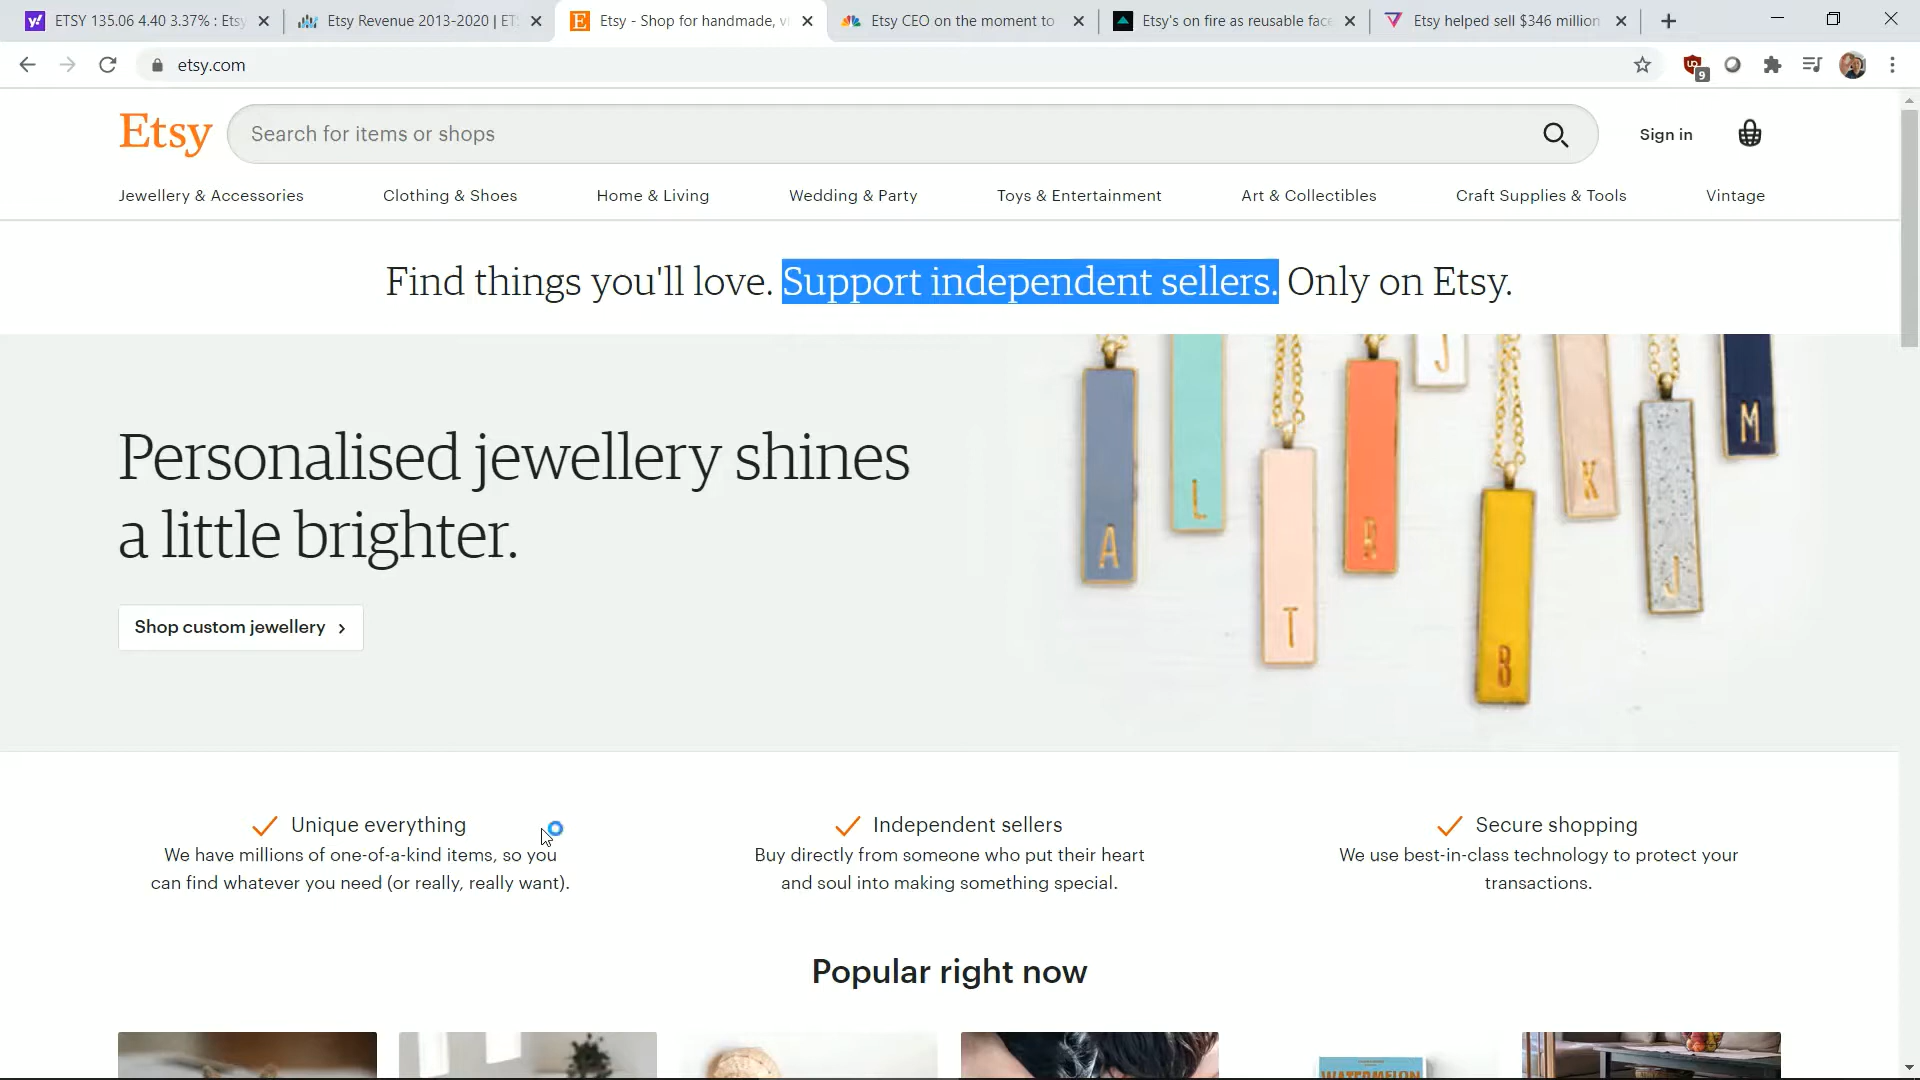 ETSY 135.06 4.40 3.37% : Etsy
Etsy Revenue 2013-2020 | ET
Etsy - Shop for handmade, vi
Etsy CEO on the moment to
Etsy's on fire as reusable face
Etsy helped sell $346 million
etsy.com
9
Etsy
Search for items or shops
Sign in
Jewellery & Accessories
Clothing & Shoes
Home & Living
Wedding & Party
Toys & Entertainment
Art & Collectibles
Craft Supplies & Tools
Vintage
Find things you'll love. Support independent sellers. Only on Etsy.
Personalised jewellery shines
a little brighter.
Shop custom jewellery
A
L
T
R
J
B
K
J
M
Unique everything
We have millions of one-of-a-kind items, so you
can find whatever you need (or really, really want).
Independent sellers
Buy directly from someone who put their heart
and soul into making something special.
Secure shopping
We use best-in-class technology to protect your
transactions.
Popular right now
WATERMELON